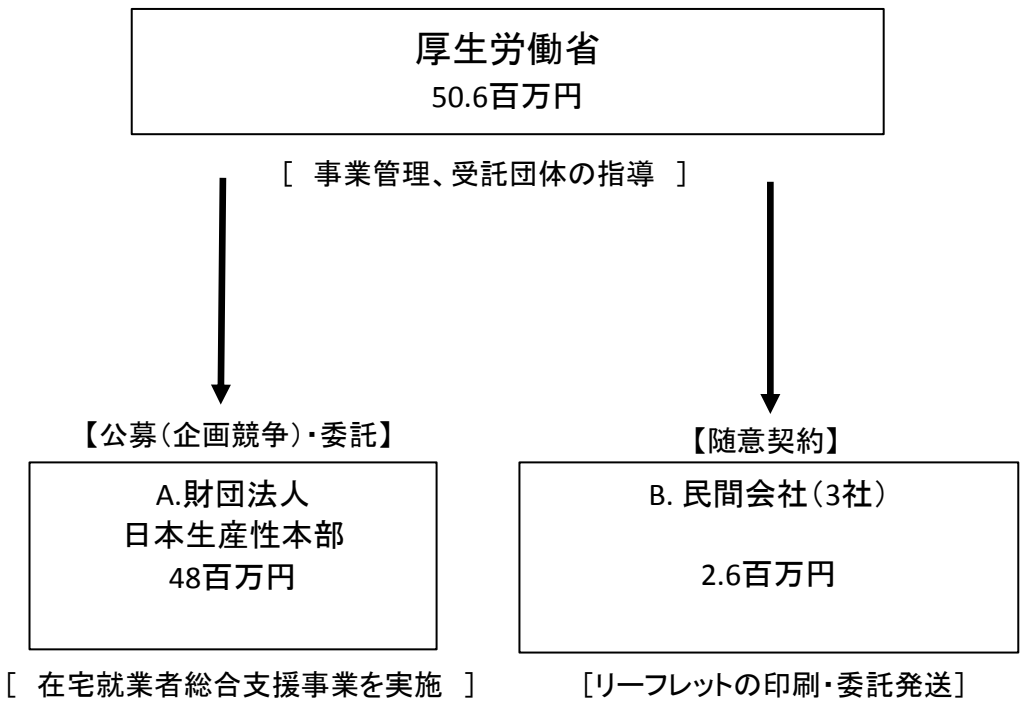 厚生労働省
50.6百万円
[ 事業管理、受託団体の指導 ]
【公募(企画競争)・委託】
A.財団法人
日本生産性本部
48百万円
[ 在宅就業者総合支援事業を実施 ]
【随意契約】
B. 民間会社(3社)
2.6百万円
[リーフレットの印刷・委託発送]